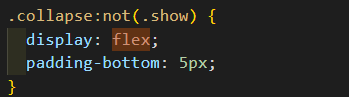 .collapse:not(.show) {
display: flex;
padding-bottom: 5px;
}